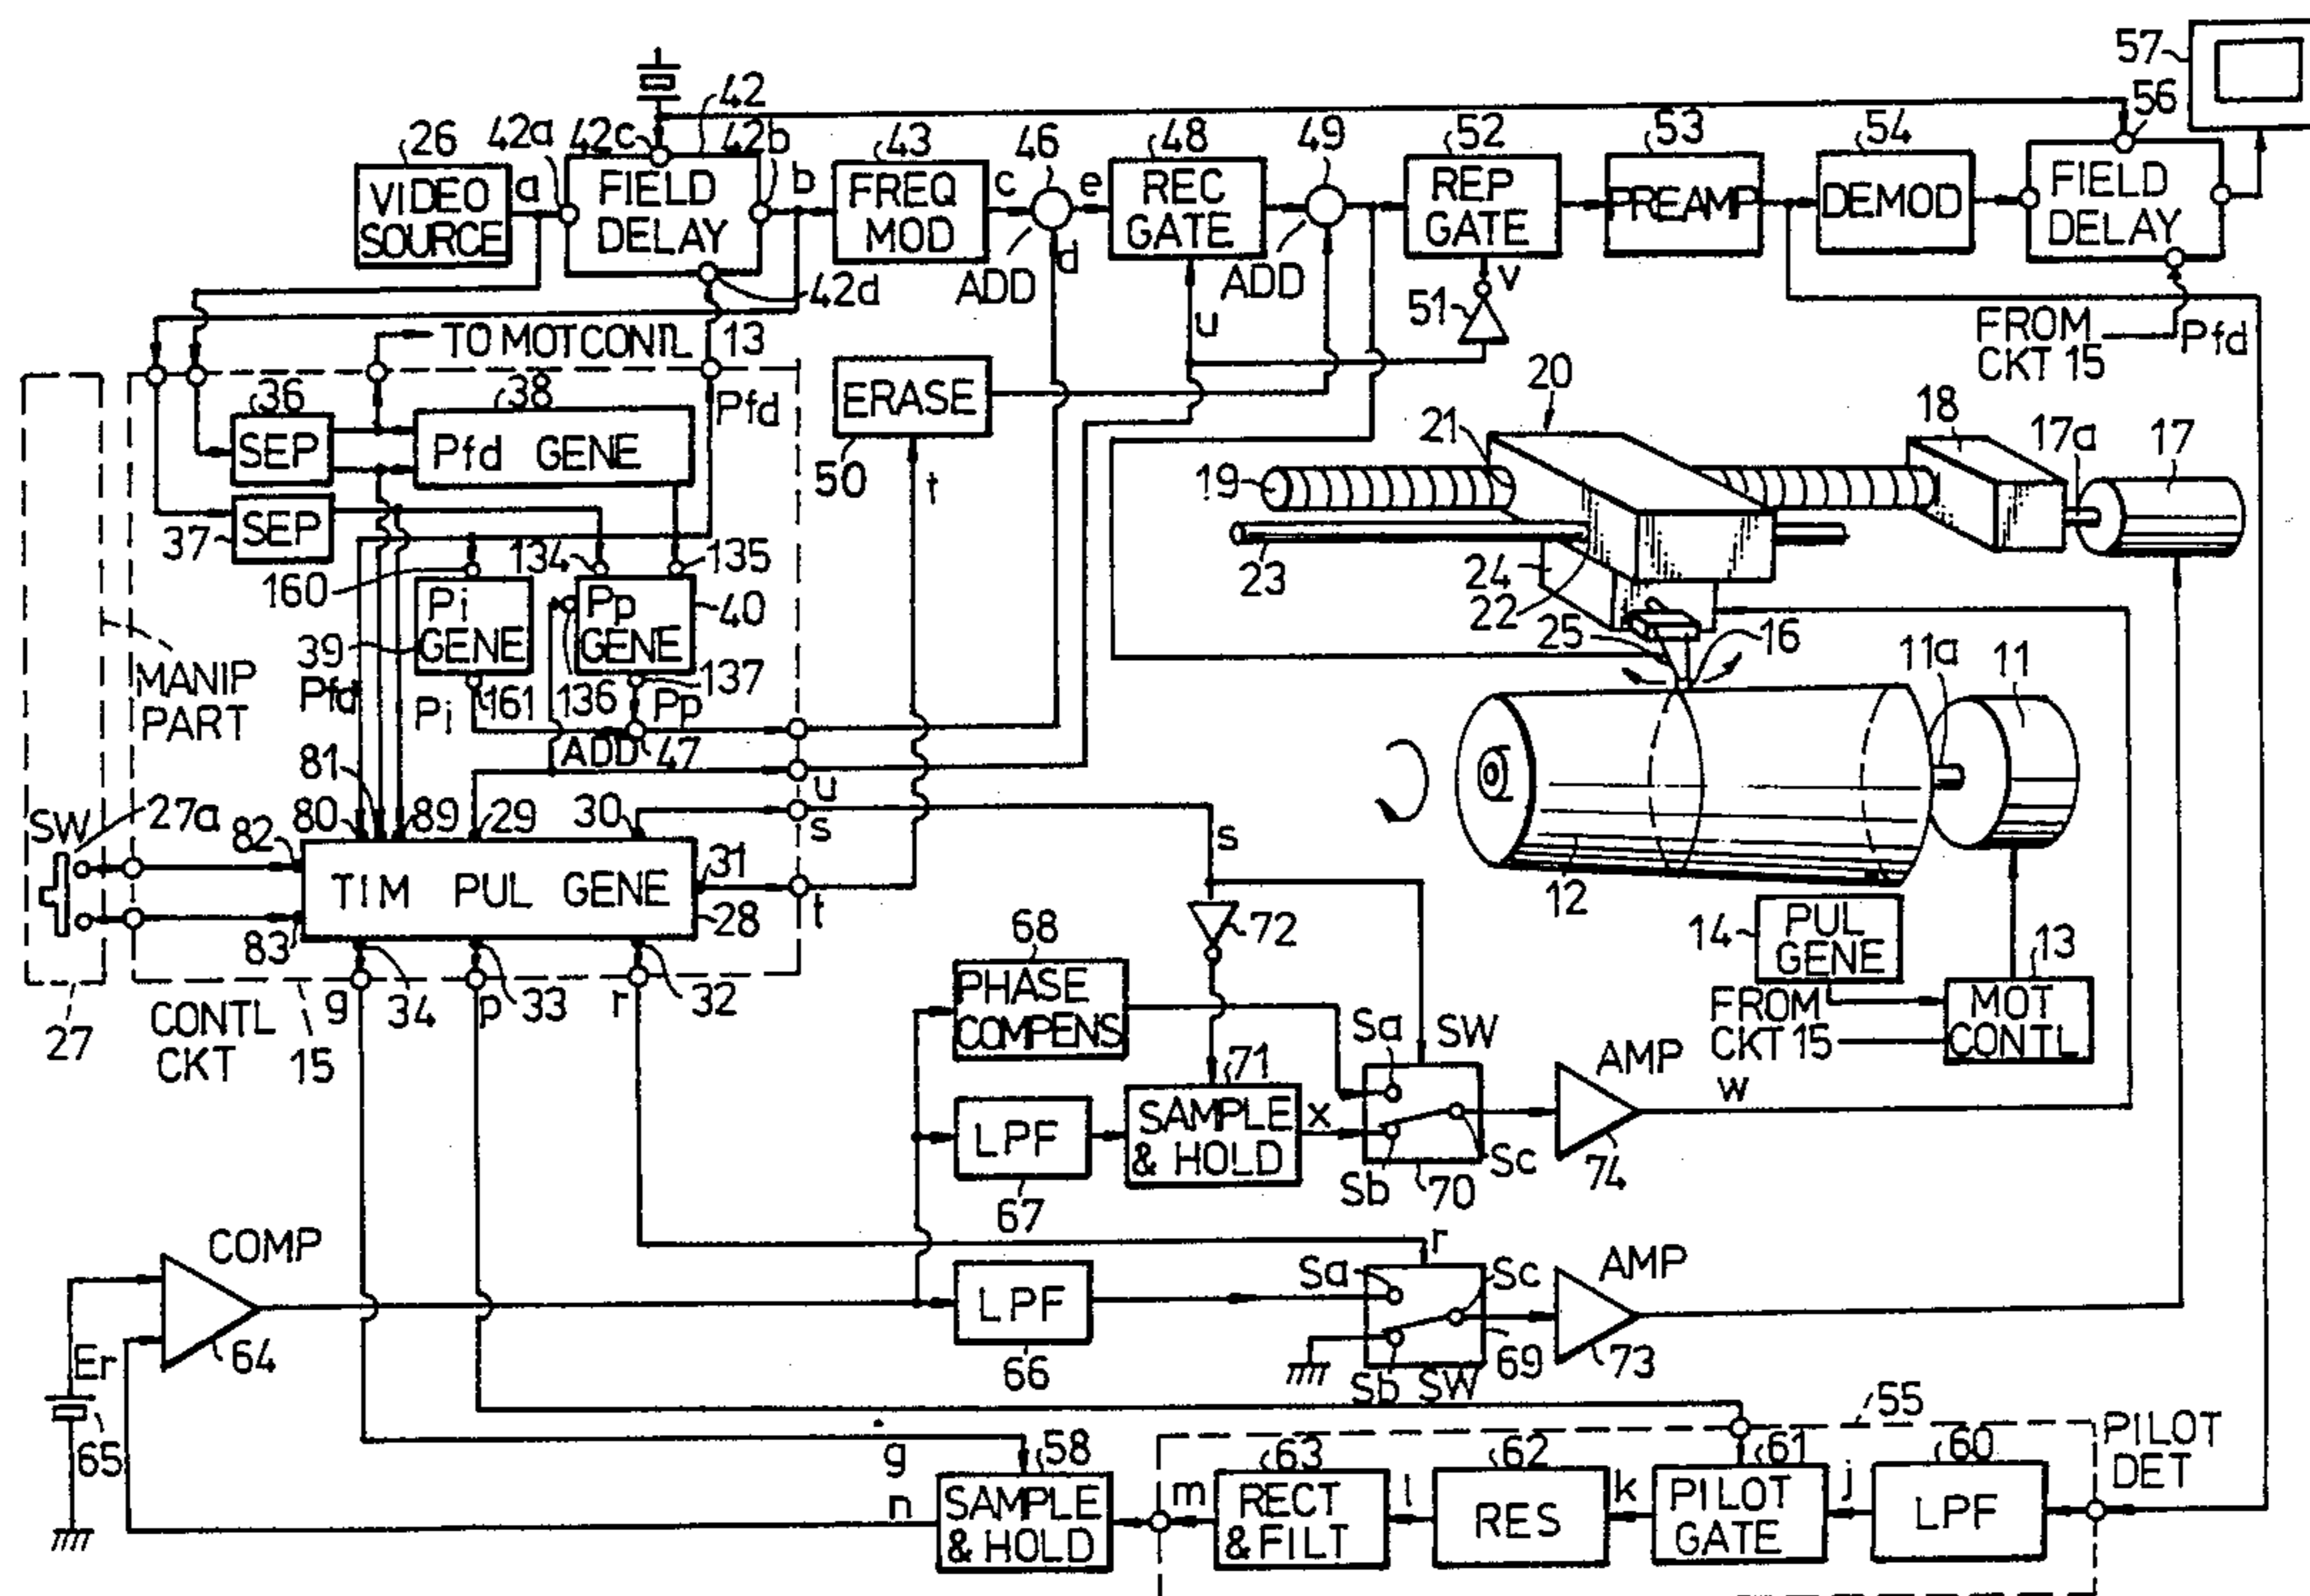 57
56
42
42a
42c
42b
26
VIDEO
SOURCE
a
FIELD
DELAY
b
43
FREQ
MOD
c
46
e
48
REC
GATE
49
52
REP
GATE
53
PREAMP
54
DEMOD
FIELD
DELAY
ADD
d
ADD
42d
v
51
u
FROM
CKT 15
Pfd
TO MOT CONTL
13
36
SEP
38
Pfd GENE
Pfd
ERASE
50
t
20
21
18
17a
17
19
23
24
22
25
16
37
SEP
134
135
160
Pi
GENE
39
Pp
GENE
40
136
137
161
Pfd
Pi
Pp
ADD
47
MANIP
PART
11a
11
12
81
80
89
29
30
u
s
SW
27a
82
83
TIM PUL GENE
31
28
t
s
72
14
PUL
GENE
13
MOT
CONTL
FROM
CKT 15
27
CONTL
CKT
15
g
34
p
33
r
32
68
PHASE
COMPENS
Sa
SW
AMP
w
71
SAMPLE
& HOLD
x
LPF
67
Sb
70
Sc
74
COMP
64
Er
65
LPF
66
r
Sa
Sc
Sb
SW
69
AMP
73
55
PILOT
DET
g
n
58
SAMPLE
& HOLD
m
63
RECT
& FILT
l
62
RES
k
61
PILOT
GATE
j
60
LPF